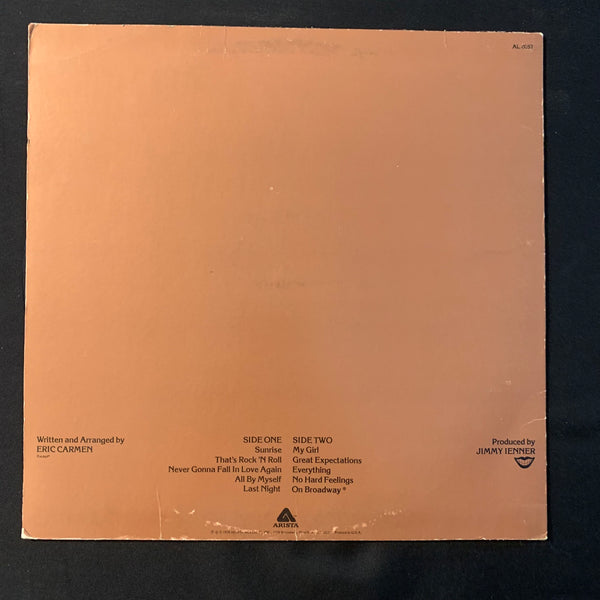 AL 4057
Written and Arranged by
ERIC CARMEN
SIDE ONE
Sunrise
That's Rock 'N Roll
Never Gonna Fall In Love Again
All By Myself
Last Night
SIDE TWO
My Girl
Great Expectations
Everything
No Hard Feelings
On Broadway *
Produced by
JIMMY IENNER
ARISTA